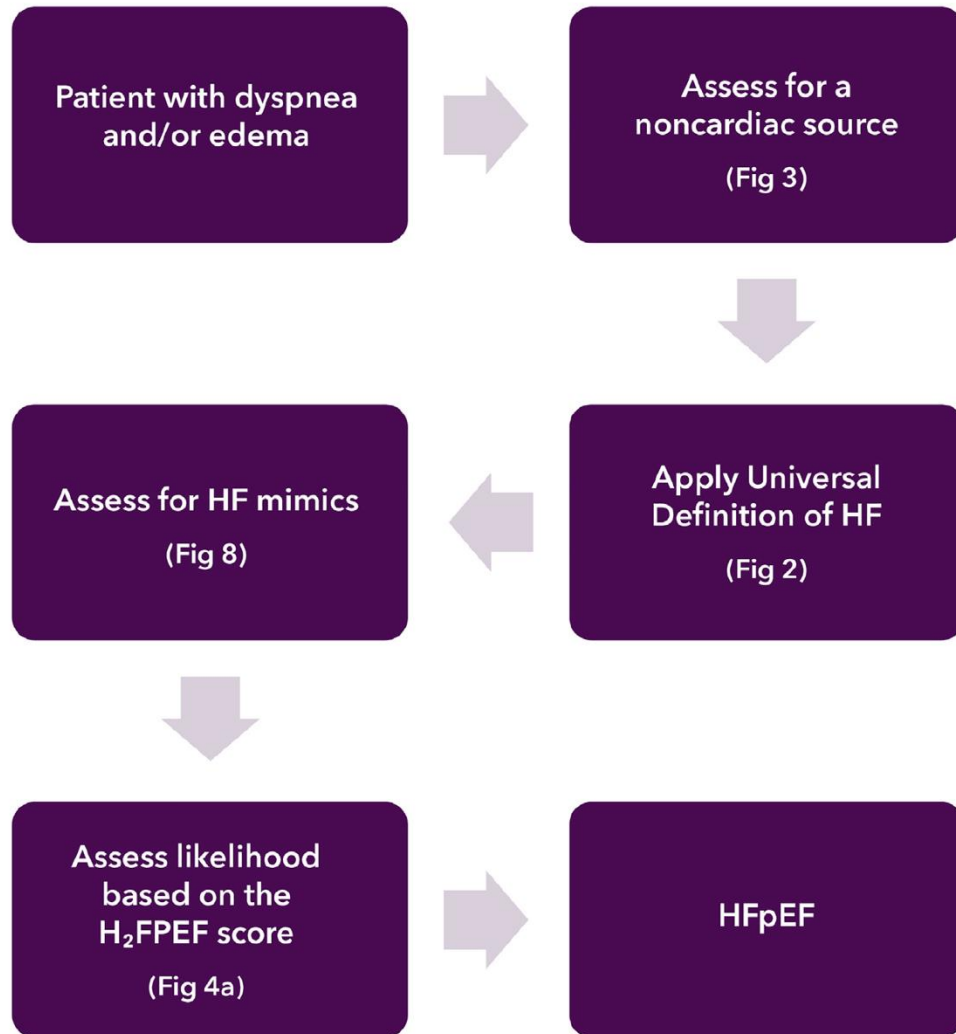 Patient with dyspnea
and/or edema
Assess for a
noncardiac source
(Fig 3)
Apply Universal
Definition of HF
(Fig 2)
Assess for HF mimics
(Fig 8)
Assess likelihood
based on the
H₂FPEF score
(Fig 4a)
HFpEF